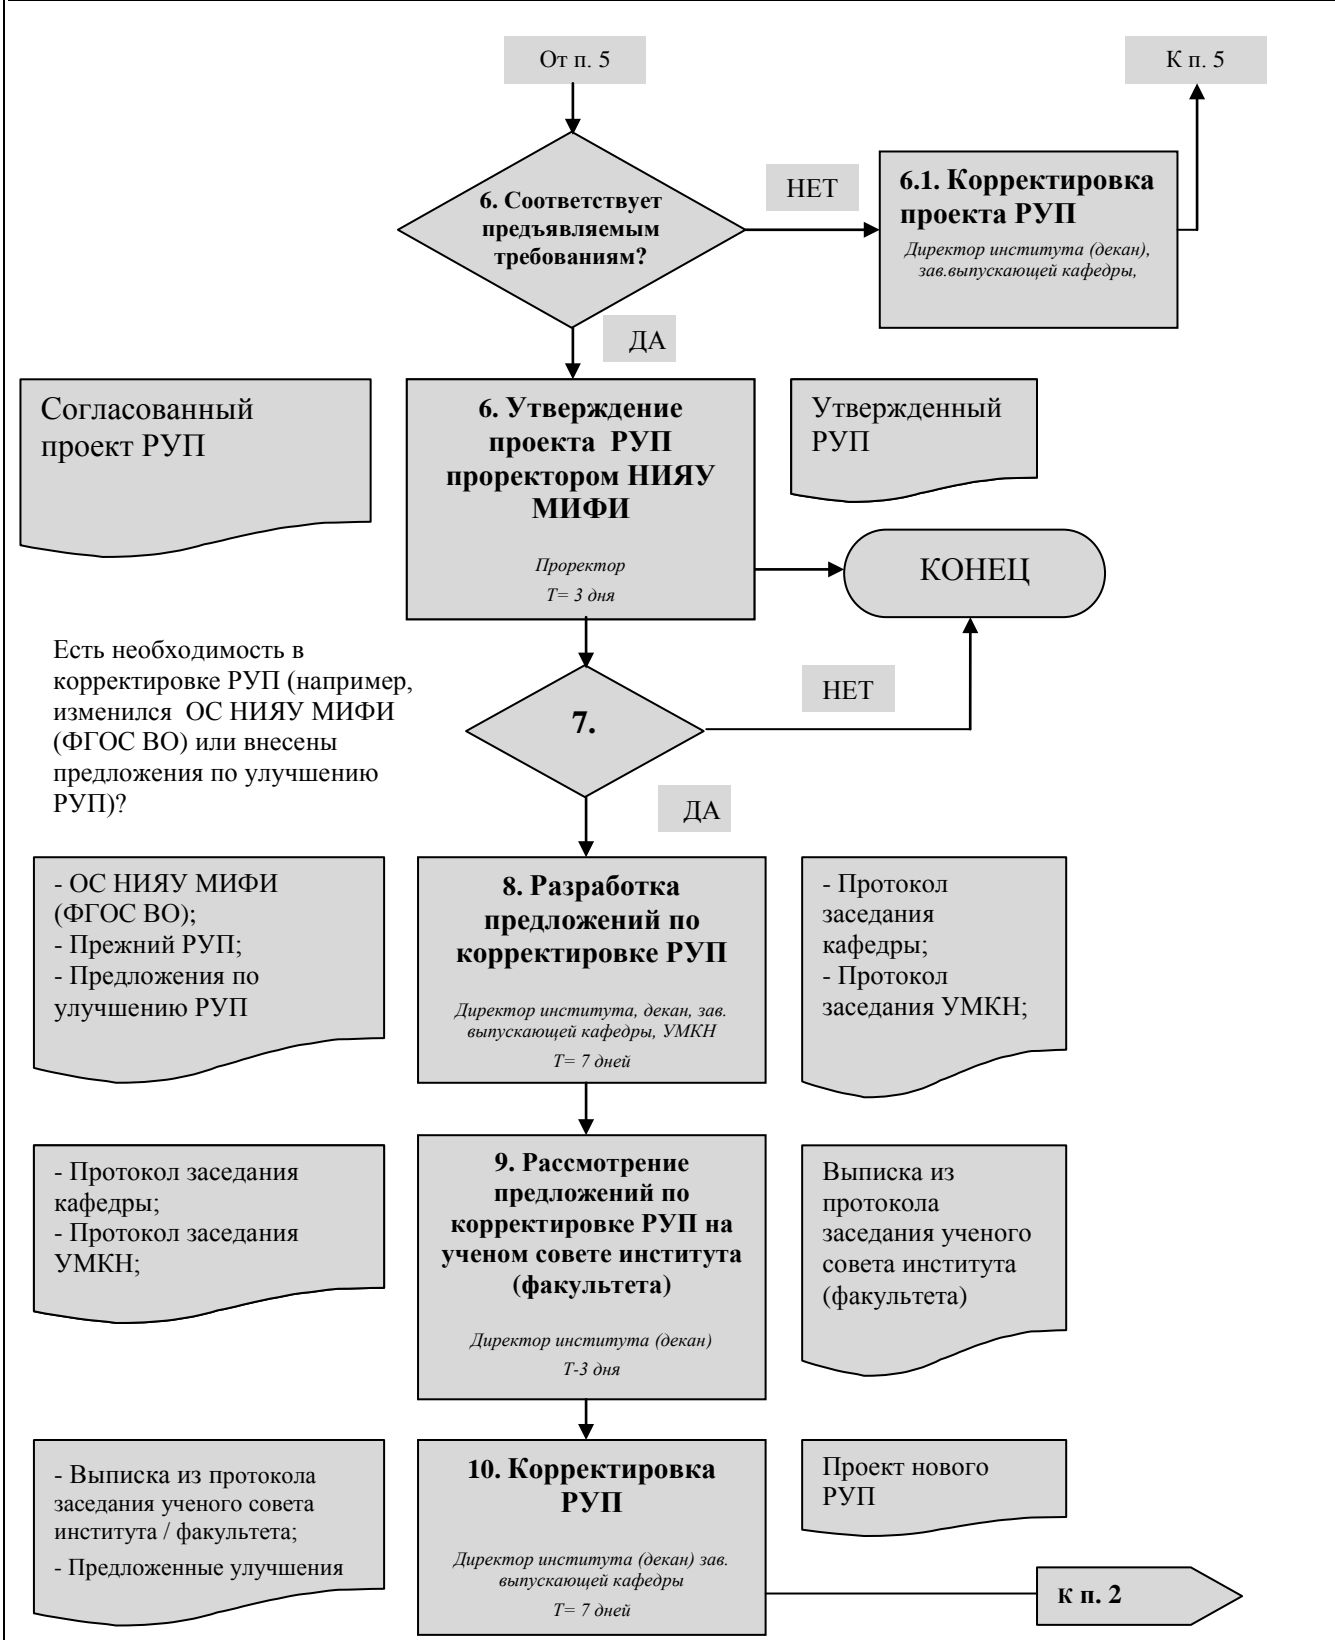 От п. 5
К п. 5
6. Соответствует
предъявляемым
требованиям?
НЕТ
6.1. Корректировка
проекта РУП
Директор института (декан),
зав.выпускающей кафедры,
ДА
Согласованный
проект РУП
6. Утверждение
проекта РУП
проректором НИЯУ
МИФИ
Проректор
Т= 3 дня
Утвержденный
РУП
КОНЕЦ
Есть необходимость в
корректировке РУП (например,
изменился ОС НИЯУ МИФИ
(ФГОС ВО) или внесены
предложения по улучшению
РУП)?
7.
НЕТ
ДА
- ОС НИЯУ МИФИ
(ФГОС ВО);
- Прежний РУП;
- Предложения по
улучшению РУП
8. Разработка
предложений по
корректировке РУП
Директор института, декан, зав.
выпускающей кафедры, УМКН
Т= 7 дней
- Протокол
заседания
кафедры;
- Протокол
заседания УМКН;
- Протокол заседания
кафедры;
- Протокол заседания
УМКН;
9. Рассмотрение
предложений по
корректировке РУП на
ученом совете института
(факультета)
Директор института (декан)
Т-3 дня
Выписка из
протокола
заседания ученого
совета института
(факультета)
- Выписка из протокола
заседания ученого совета
института / факультета;
- Предложенные улучшения
10. Корректировка
РУП
Директор института (декан) зав.
выпускающей кафедры
Т= 7 дней
Проект нового
РУП
К п. 2